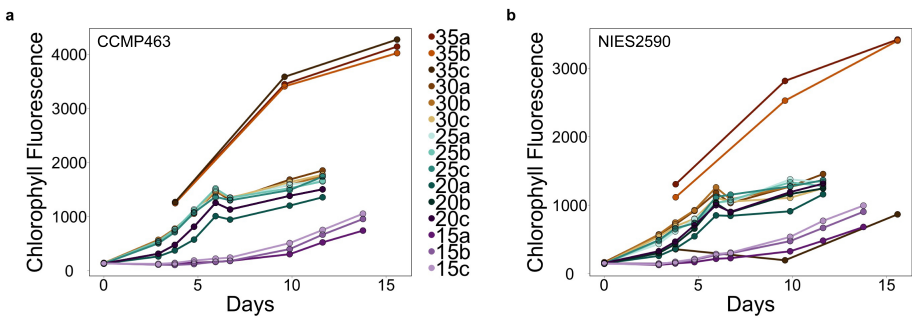 a
CCMP463
Chlorophyll Fluorescence
4000
3000
2000
1000
0
0 5 10 15
Days
35a
35b
35c
30a
30b
30c
25a
25b
25c
20a
20b
20c
15a
15b
15c
b
NIES2590
Chlorophyll Fluorescence
3000
2000
1000
0
0 5 10 15
Days